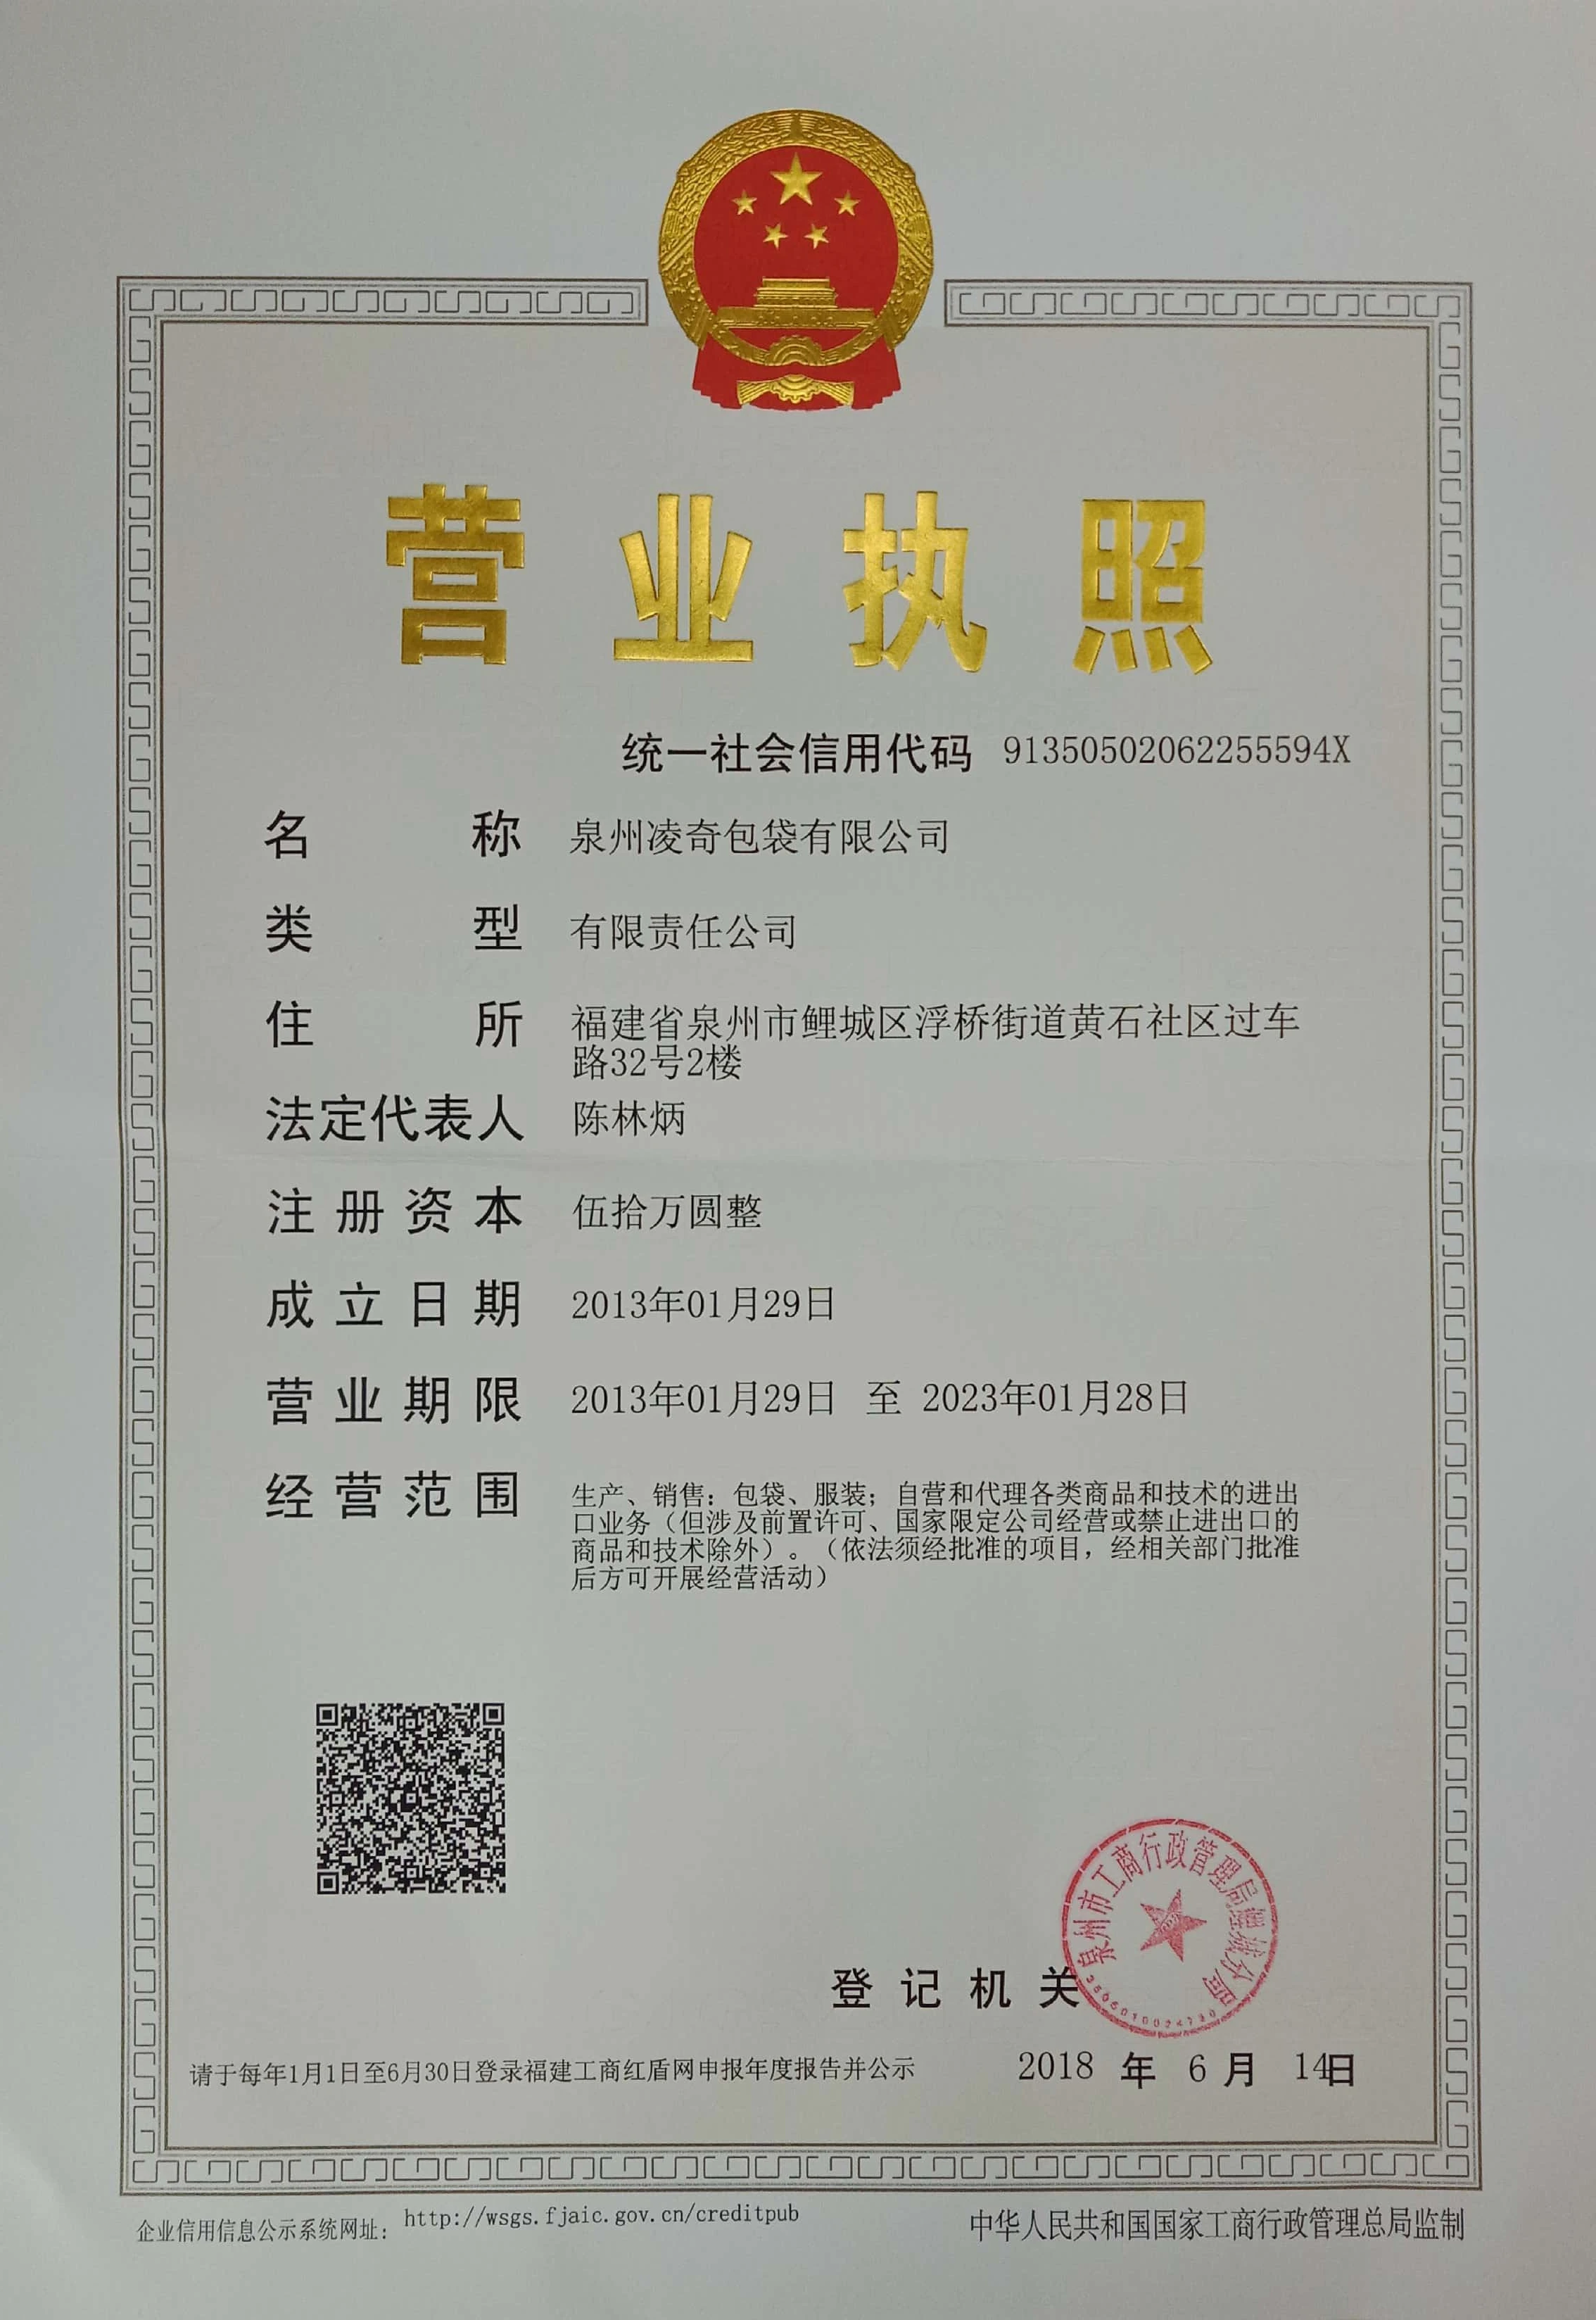 营业执照
统一社会信用代码 91350502062255594X
名称 泉州凌奇包袋有限公司
类型 有限责任公司
住所 福建省泉州市鲤城区浮桥街道黄石社区过车
路32号2楼
法定代表人 陈林炳
注册资本 伍拾万圆整
成立日期 2013年01月29日
营业期限 2013年01月29日 至 2023年01月28日
经营范围 生产、销售：包袋、服装；自营和代理各类商品和技术的进出
口业务（但涉及前置许可、国家限定公司经营或禁止进出口的
商品和技术除外）。（依法须经批准的项目，经相关部门批准
后方可开展经营活动）
泉州市工商行政管理局鲤城分局
登记机关
请于每年1月1日至6月30日登录福建工商红盾网申报年度报告并公示
2018 年 6 月 14日
企业信用信息公示系统网址： http://wsgs.fjaic.gov.cn/creditpub
中华人民共和国国家工商行政管理总局监制